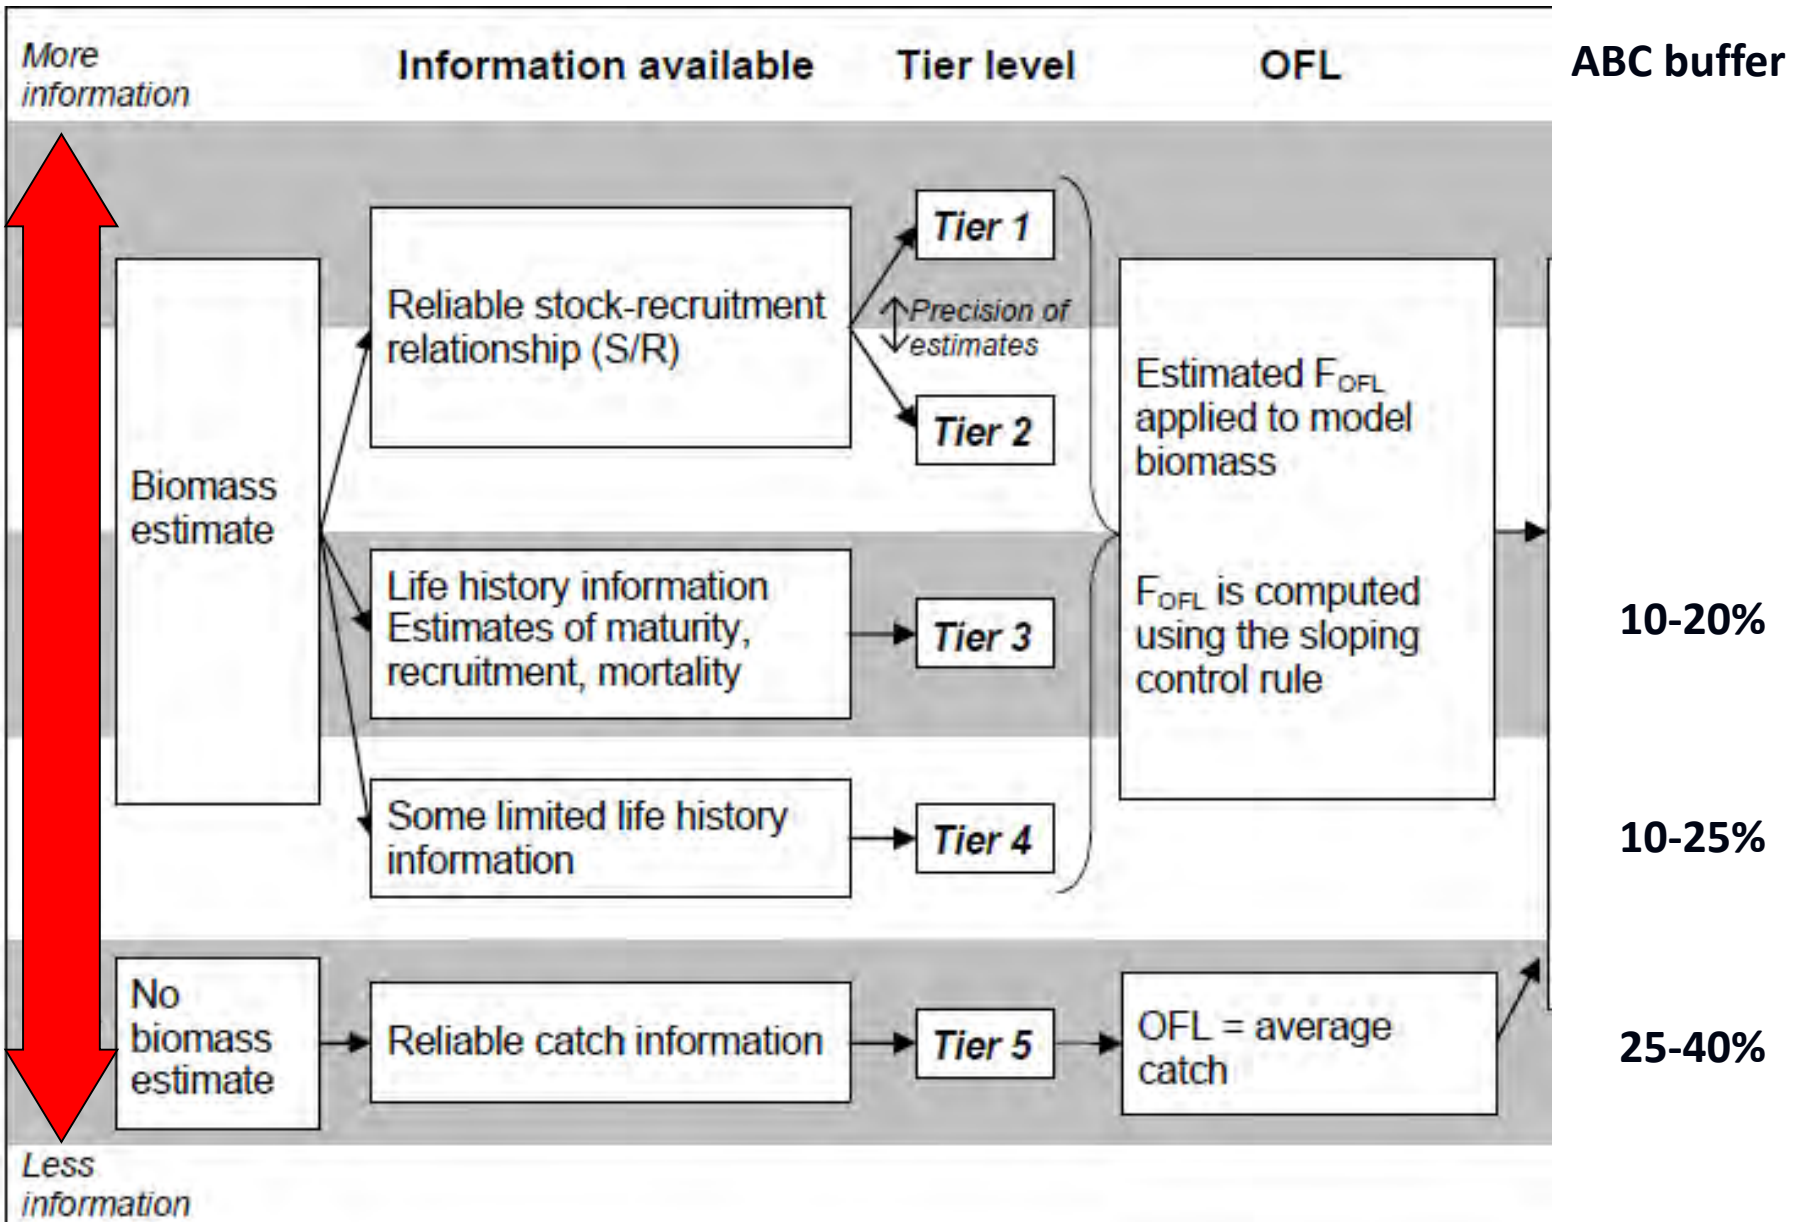 More
information
Information available
Tier level
OFL
ABC buffer
Biomass
estimate
Reliable stock-recruitment
relationship (S/R)
Tier 1
Precision of
estimates
Tier 2
Life history information
Estimates of maturity,
recruitment, mortality
Tier 3
Some limited life history
information
Tier 4
Estimated FOFL
applied to model
biomass
FOFL is computed
using the sloping
control rule
10-20%
10-25%
No
biomass
estimate
Reliable catch information
Tier 5
OFL = average
catch
25-40%
Less
information